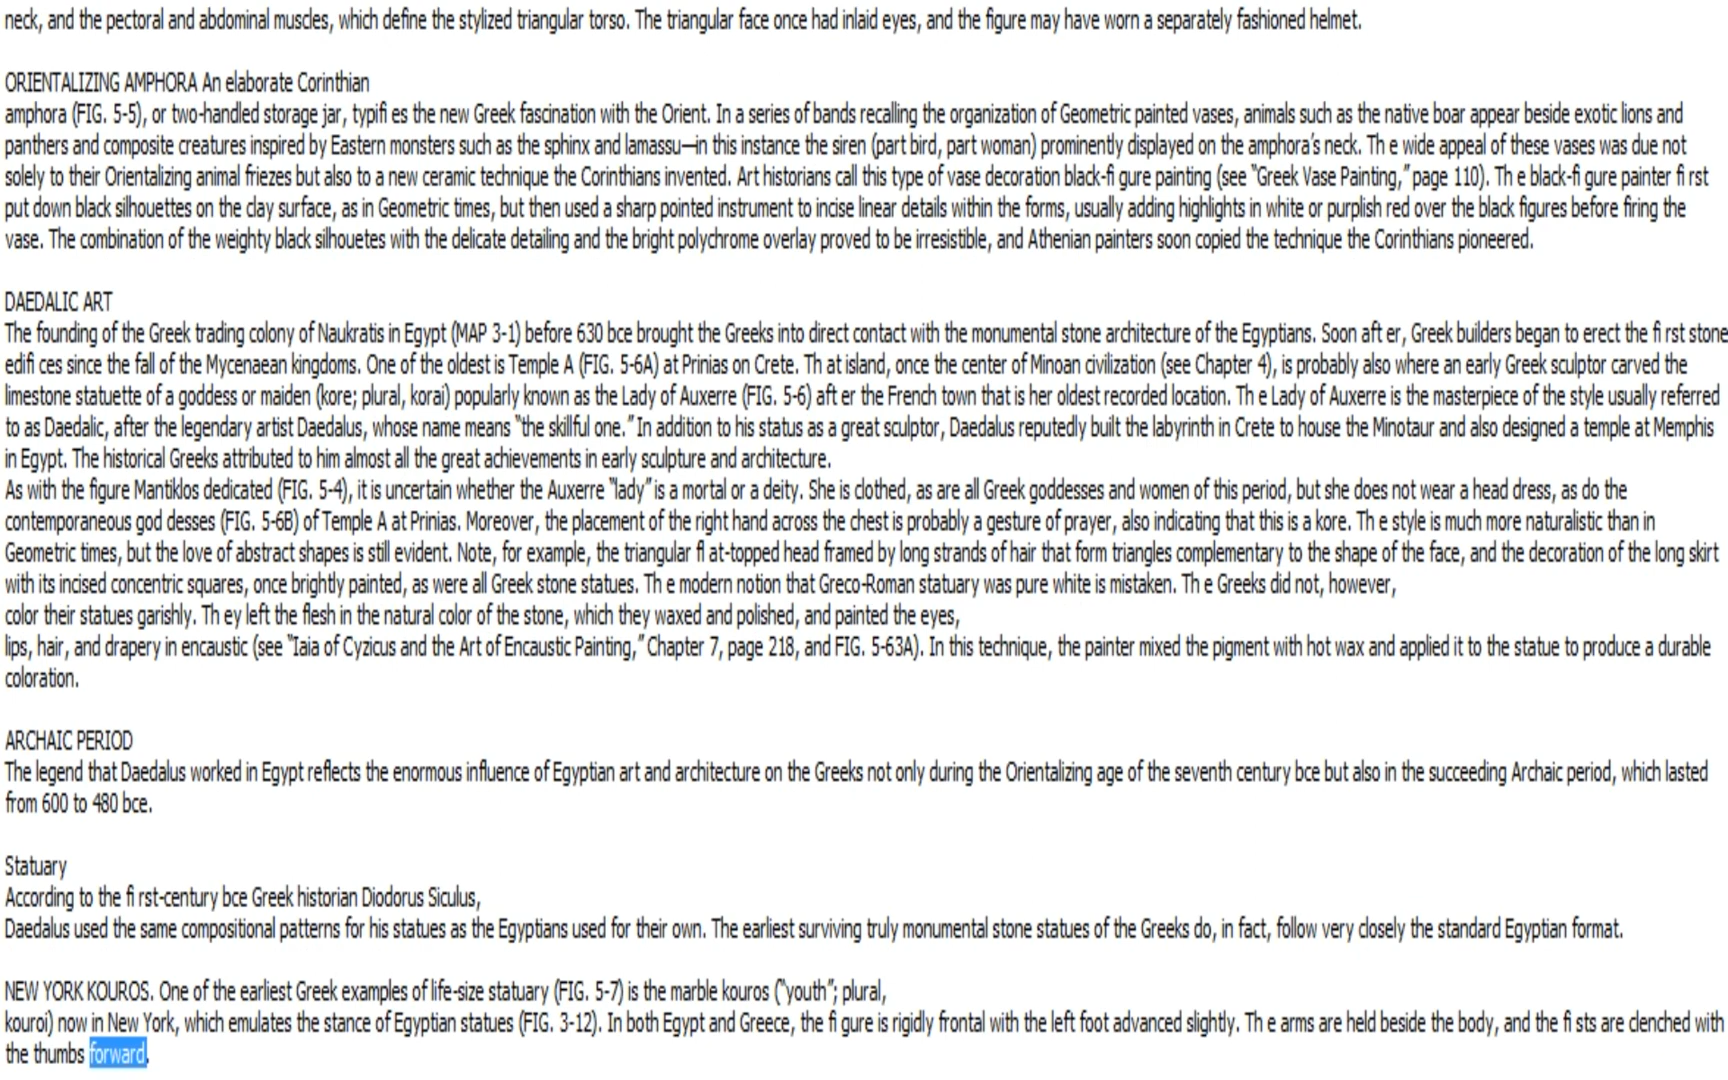 neck, and the pectoral and abdominal muscles, which define the stylized triangular torso. The triangular face once had inlaid eyes, and the figure may have worn a separately fashioned helmet.
ORIENTALIZING AMPHORA An elaborate Corinthian
amphora (FIG. 5-5), or two-handled storage jar, typifi es the new Greek fascination with the Orient. In a series of bands recalling the organization of Geometric painted vases, animals such as the native boar appear beside exotic lions and
panthers and composite creatures inspired by Eastern monsters such as the sphinx and lamassu—in this instance the siren (part bird, part woman) prominently displayed on the amphora's neck. Th e wide appeal of these vases was due not
solely to their Orientalizing animal friezes but also to a new ceramic technique the Corinthians invented. Art historians call this type of vase decoration black-fi gure painting (see "Greek Vase Painting," page 110). Th e black-fi gure painter fi rst
put down black silhouettes on the clay surface, as in Geometric times, but then used a sharp pointed instrument to incise linear details within the forms, usually adding highlights in white or purplish red over the black figures before firing the
vase. The combination of the weighty black silhouetes with the delicate detailing and the bright polychrome overlay proved to be irresistible, and Athenian painters soon copied the technique the Corinthians pioneered.
DAEDALIC ART
The founding of the Greek trading colony of Naukratis in Egypt (MAP 3-1) before 630 bce brought the Greeks into direct contact with the monumental stone architecture of the Egyptians. Soon aft er, Greek builders began to erect the fi rst stone
edifi ces since the fall of the Mycenaean kingdoms. One of the oldest is Temple A (FIG. 5-6A) at Prinias on Crete. Th at island, once the center of Minoan civilization (see Chapter 4), is probably also where an early Greek sculptor carved the
limestone statuette of a goddess or maiden (kore; plural, korai) popularly known as the Lady of Auxerre (FIG. 5-6) aft er the French town that is her oldest recorded location. Th e Lady of Auxerre is the masterpiece of the style usually referred
to as Daedalic, after the legendary artist Daedalus, whose name means "the skillful one." In addition to his status as a great sculptor, Daedalus reputedly built the labyrinth in Crete to house the Minotaur and also designed a temple at Memphis
in Egypt. The historical Greeks attributed to him almost all the great achievements in early sculpture and architecture.
As with the figure Mantiklos dedicated (FIG. 5-4), it is uncertain whether the Auxerre "lady" is a mortal or a deity. She is clothed, as are all Greek goddesses and women of this period, but she does not wear a head dress, as do the
contemporaneous god desses (FIG. 5-6B) of Temple A at Prinias. Moreover, the placement of the right hand across the chest is probably a gesture of prayer, also indicating that this is a kore. Th e style is much more naturalistic than in
Geometric times, but the love of abstract shapes is still evident. Note, for example, the triangular fl at-topped head framed by long strands of hair that form triangles complementary to the shape of the face, and the decoration of the long skirt
with its incised concentric squares, once brightly painted, as were all Greek stone statues. Th e modern notion that Greco-Roman statuary was pure white is mistaken. Th e Greeks did not, however,
color their statues garishly. Th ey left the flesh in the natural color of the stone, which they waxed and polished, and painted the eyes,
lips, hair, and drapery in encaustic (see "Iaia of Cyzicus and the Art of Encaustic Painting," Chapter 7, page 218, and FIG. 5-63A). In this technique, the painter mixed the pigment with hot wax and applied it to the statue to produce a durable
coloration.
ARCHAIC PERIOD
The legend that Daedalus worked in Egypt reflects the enormous influence of Egyptian art and architecture on the Greeks not only during the Orientalizing age of the seventh century bce but also in the succeeding Archaic period, which lasted
from 600 to 480 bce.
Statuary
According to the fi rst-century bce Greek historian Diodorus Siculus,
Daedalus used the same compositional patterns for his statues as the Egyptians used for their own. The earliest surviving truly monumental stone statues of the Greeks do, in fact, follow very closely the standard Egyptian format.
NEW YORK KOUROS. One of the earliest Greek examples of life-size statuary (FIG. 5-7) is the marble kouros ("youth"; plural,
kouroi) now in New York, which emulates the stance of Egyptian statues (FIG. 3-12). In both Egypt and Greece, the fi gure is rigidly frontal with the left foot advanced slightly. Th e arms are held beside the body, and the fi sts are clenched with
the thumbs forward.